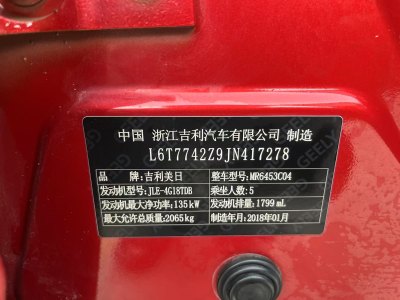 中国 浙江吉利汽车有限公司 制造
L6T7742Z9JN417278
品 牌:吉利美日 整车型号:MR6453C04
发动机型号:JLE-4G18TDB 乘坐人数:5
发动机最大净功率:135kW 发动机排量:1799mL
最大允许总质量:2065kg 制造年月:2018年01月